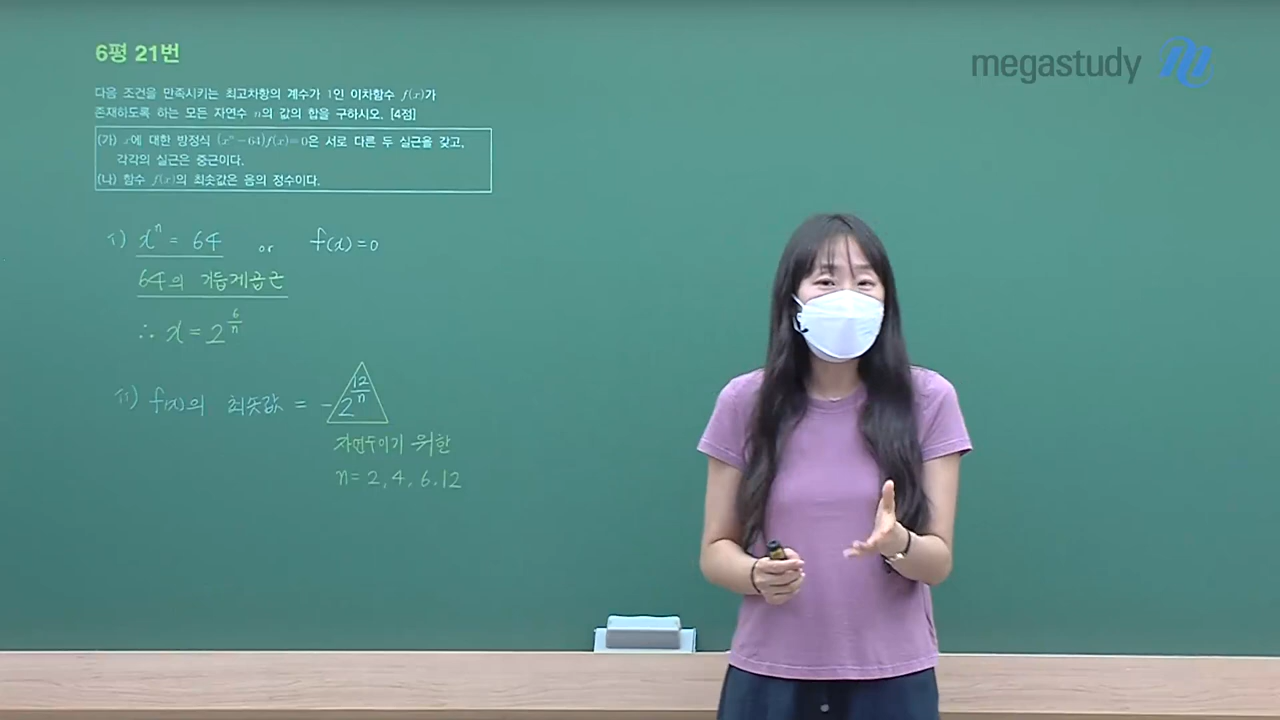 6평 21번
megastudy
다음 조건을 만족시키는 최고차항의 계수가 1인 이차함수 f(x)가
존재하도록 하는 모든 자연수 n의 값의 합을 구하시오. [4점]
(가) x에 대한 방정식 (xⁿ-64)f(x)=0은 서로 다른 두 실근을 갖고,
각각의 실근은 중근이다.
(나) 함수 f(x)의 최솟값은 음의 정수이다.
i) xⁿ = 64 or f(x)=0
64의 거듭제곱근
∴ x = 2^(6/n)
ii) f(x)의 최솟값 = -2^(12/n)
자연수이기 위한
n = 2, 4, 6, 12